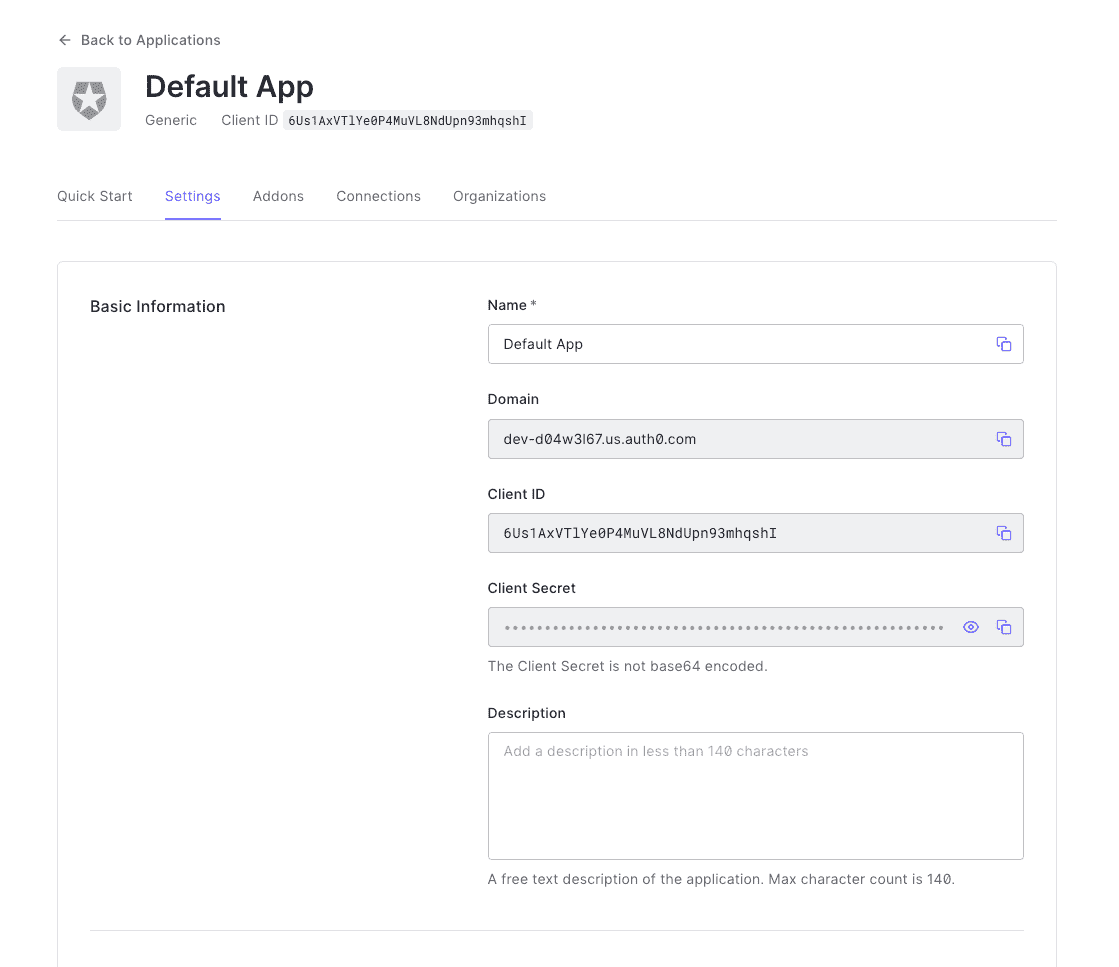 Back to Applications
Default App
Generic Client ID 6Us1AxVTlYe0P4MuVL8NdUpn93mhqshI
Quick Start Settings Addons Connections Organizations
Basic Information
Name *
Default App
Domain
dev-d04w3l67.us.auth0.com
Client ID
6Us1AxVTlYe0P4MuVL8NdUpn93mhqshI
Client Secret
The Client Secret is not base64 encoded.
Description
Add a description in less than 140 characters
A free text description of the application. Max character count is 140.